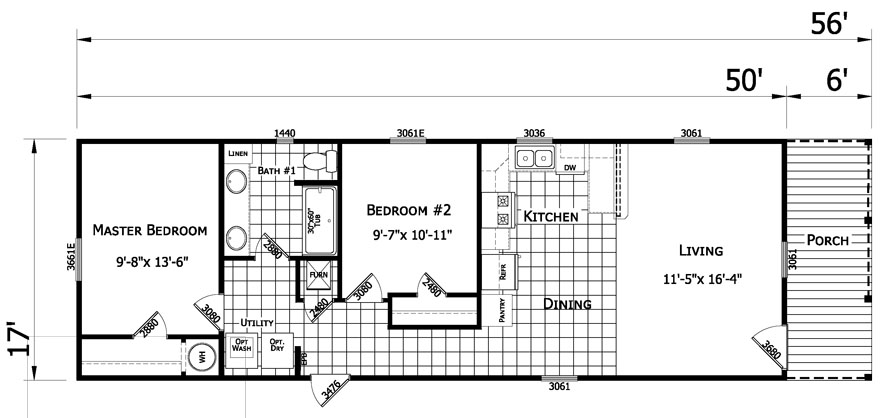 56'
50'
6'
17'
1440
3061E
3036
3061
LINEN
BATH #1
30"x60"
TUB
2880
DW
MASTER BEDROOM
9'-8"x 13'-6"
3661E
BEDROOM #2
9'-7"x 10'-11"
KITCHEN
LIVING
11'-5"x 16'-4"
PORCH
3061
FURN
2480
3080
2480
REFR
PANTRY
DINING
3080
2880
UTILITY
OPT
WASH
OPT.
DRY
WH
EPB
3476
3061
3680